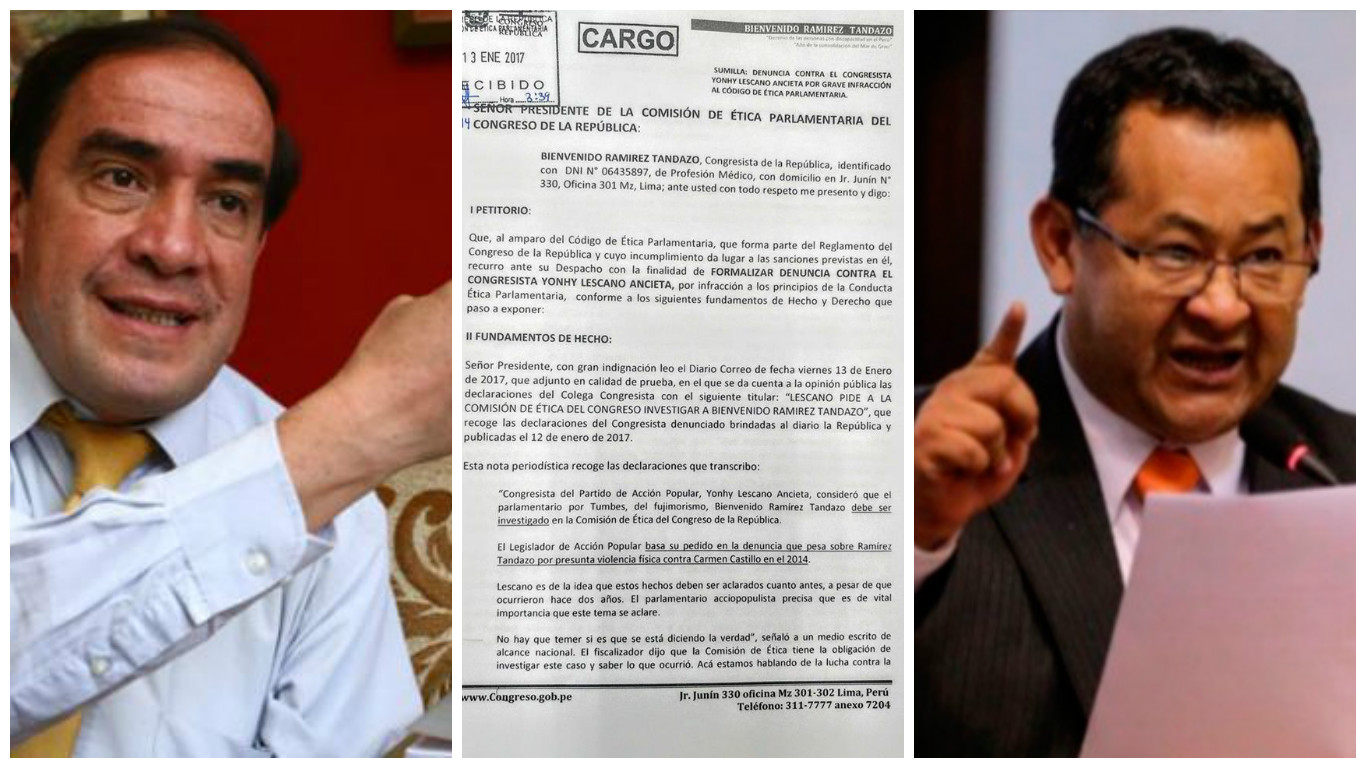 CONGRESO
REPÚBLICA
13 ENE 2017
ECIBIDO
Hora 3:39
CARGO
BIENVENIDO RAMIREZ TANDAZO
SUMILLA: DENUNCIA CONTRA EL CONGRESISTA
YONHY LESCANO ANCIETA POR GRAVE INFRACCIÓN
AL CÓDIGO DE ÉTICA PARLAMENTARIA.
SEÑOR PRESIDENTE DE LA COMISIÓN DE ÉTICA PARLAMENTARIA DEL
CONGRESO DE LA REPÚBLICA:
BIENVENIDO RAMIREZ TANDAZO, Congresista de la República, identificado
con DNI N° 06435897, de Profesión Médico, con domicilio en Jr. Junín N°
330, Oficina 301 Mz, Lima; ante usted con todo respeto me presento y digo:
I PETITORIO:
Que, al amparo del Código de Ética Parlamentaria, que forma parte del Reglamento del
Congreso de la República y cuyo incumplimiento da lugar a las sanciones previstas en él,
recurro ante su Despacho con la finalidad de FORMALIZAR DENUNCIA CONTRA EL
CONGRESISTA YONHY LESCANO ANCIETA, por infracción a los principios de la Conducta
Ética Parlamentaria, conforme a los siguientes fundamentos de Hecho y Derecho que
paso a exponer:
II FUNDAMENTOS DE HECHO:
Señor Presidente, con gran indignación leo el Diario Correo de fecha viernes 13 de Enero
de 2017, que adjunto en calidad de prueba, en el que se da cuenta a la opinión pública las
declaraciones del Colega Congresista con el siguiente titular: “LESCANO PIDE A LA
COMISIÓN DE ÉTICA DEL CONGRESO INVESTIGAR A BIENVENIDO RAMIREZ TANDAZO”, que
recoge las declaraciones del Congresista denunciado brindadas al diario la República y
publicadas el 12 de enero de 2017.
Esta nota periodística recoge las declaraciones que transcribo:
“Congresista del Partido de Acción Popular, Yonhy Lescano Ancieta, consideró que el
parlamentario por Tumbes, del fujimorismo, Bienvenido Ramírez Tandazo debe ser
investigado en la Comisión de Ética del Congreso de la República.
El Legislador de Acción Popular basa su pedido en la denuncia que pesa sobre Ramírez
Tandazo por presunta violencia física contra Carmen Castillo en el 2014.
Lescano es de la idea que estos hechos deben ser aclarados cuanto antes, a pesar de que
ocurrieron hace dos años. El parlamentario acciopopulista precisa que es de vital
importancia que este tema se aclare.
No hay que temer si es que se está diciendo la verdad”, señaló a un medio escrito de
alcance nacional. El fiscalizador dijo que la Comisión de Ética tiene la obligación de
investigar este caso y saber lo que ocurrió. Acá estamos hablando de la lucha contra la
www.Congreso.gob.pe
Jr. Junín 330 oficina Mz 301-302 Lima, Perú
Teléfono: 311-7777 anexo 7204